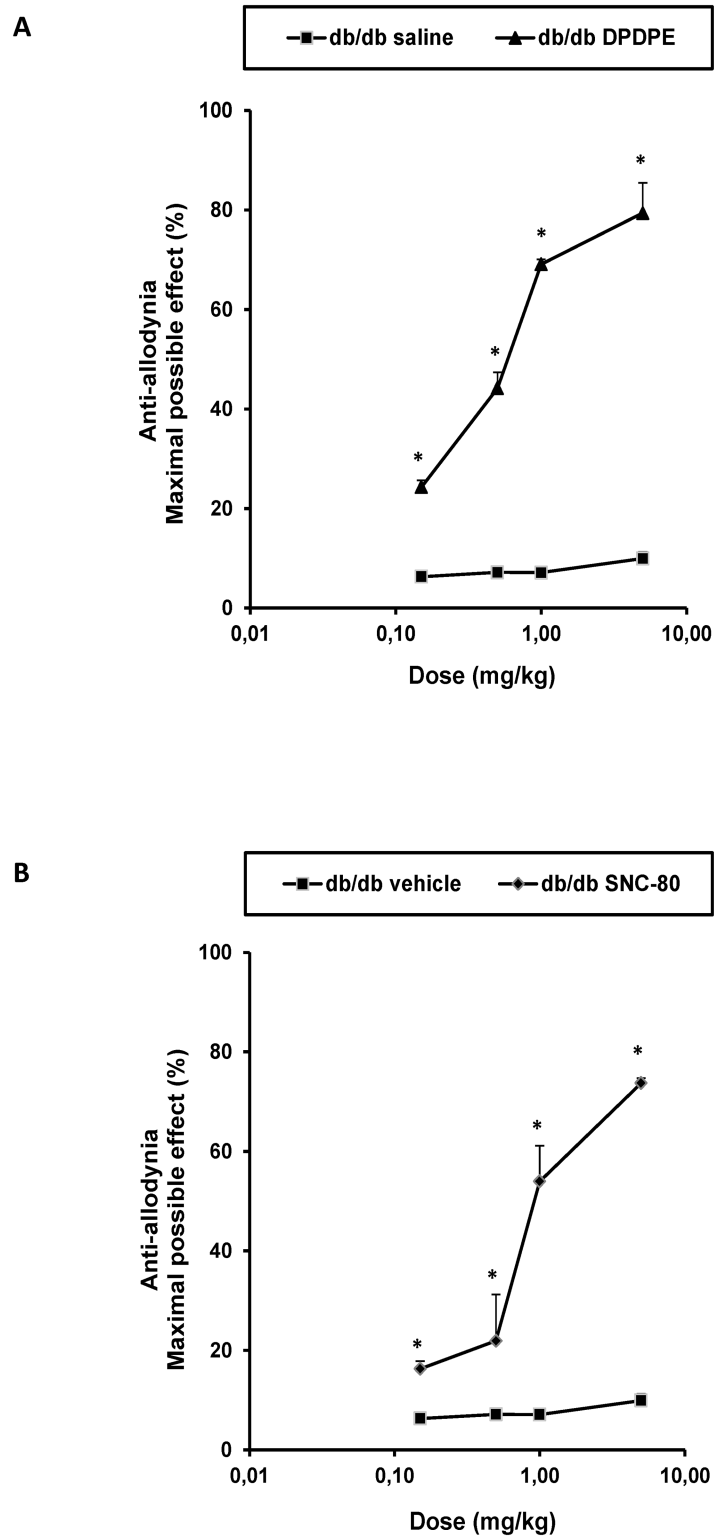 A
db/db saline db/db DPDPE
Anti-allodynia
Maximal possible effect (%)
100
80
60
40
20
0
* * * *
0,01 0,10 1,00 10,00
Dose (mg/kg)
B
db/db vehicle db/db SNC-80
Anti-allodynia
Maximal possible effect (%)
100
80
60
40
20
0
* * * *
0,01 0,10 1,00 10,00
Dose (mg/kg)